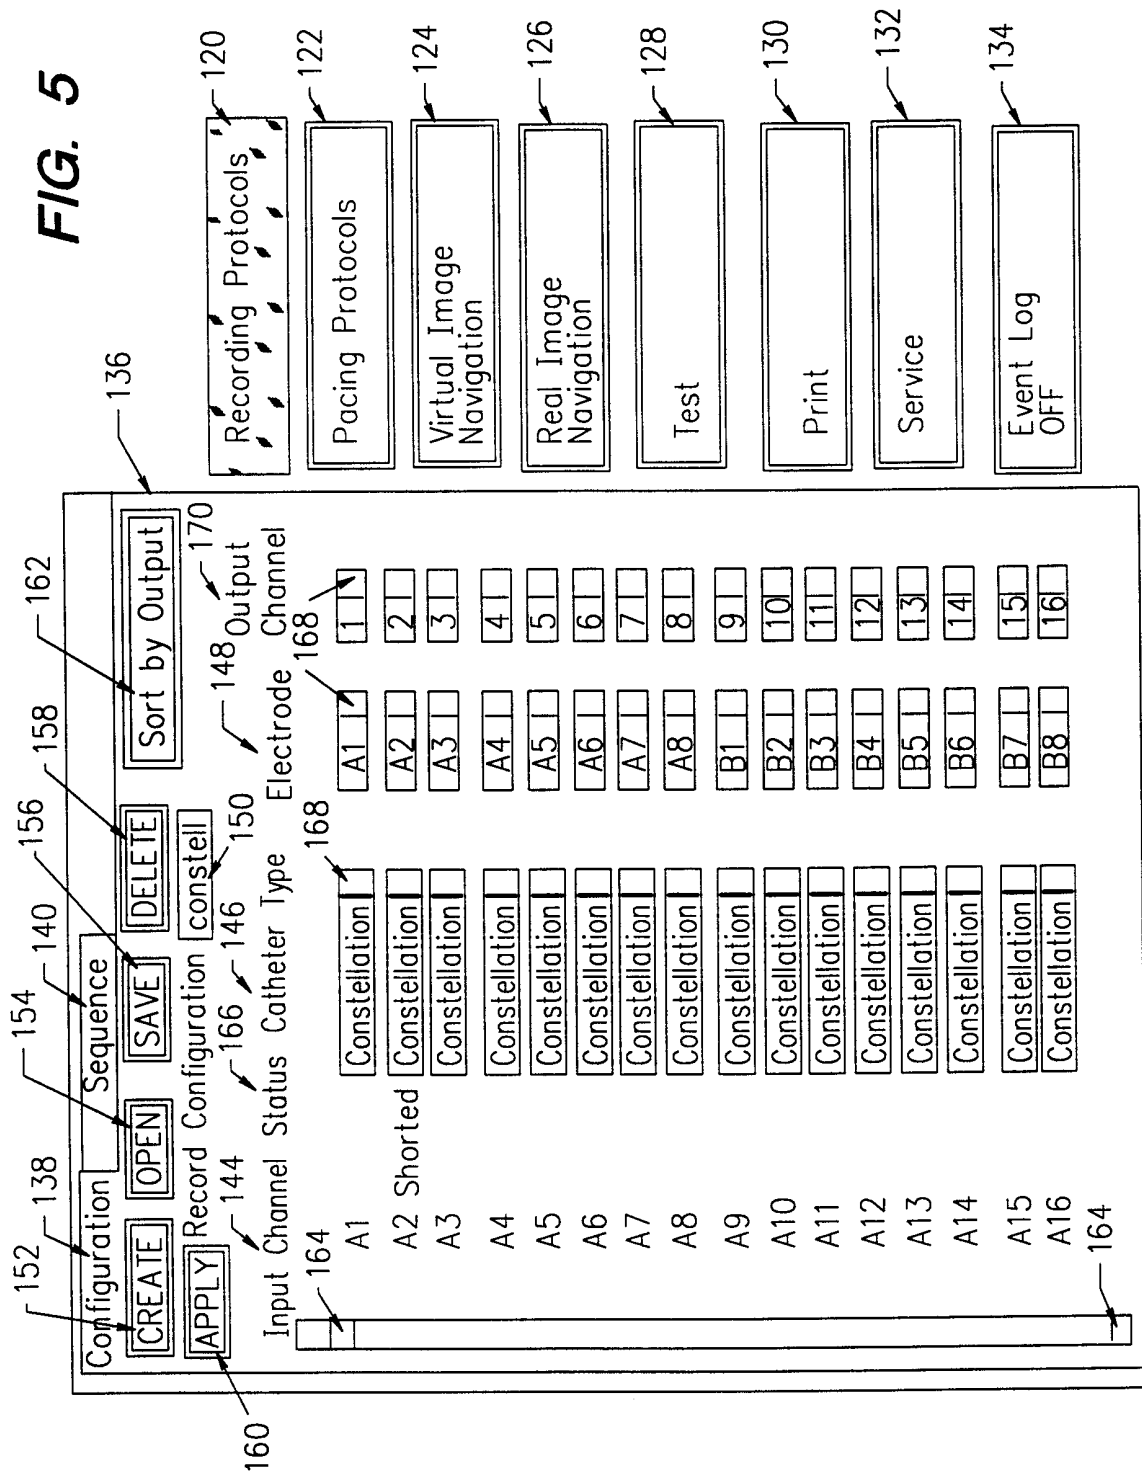 FIG. 5
152
138
154
140
156
158
162
136
Configuration
Sequence
CREATE
OPEN
SAVE
DELETE
Sort by Output
APPLY
Record Configuration
constell
160
144
166
146
150
148
170
Input Channel Status Catheter Type Electrode Output Channel
164
168
168
A1 Constellation A1 1
A2 Shorted Constellation A2 2
A3 Constellation A3 3
A4 Constellation A4 4
A5 Constellation A5 5
A6 Constellation A6 6
A7 Constellation A7 7
A8 Constellation A8 8
A9 Constellation B1 9
A10 Constellation B2 10
A11 Constellation B3 11
A12 Constellation B4 12
A13 Constellation B5 13
A14 Constellation B6 14
A15 Constellation B7 15
A16 Constellation B8 16
164
Recording Protocols
120
Pacing Protocols
122
Virtual Image
Navigation
124
Real Image
Navigation
126
Test
128
Print
130
Service
132
Event Log
OFF
134